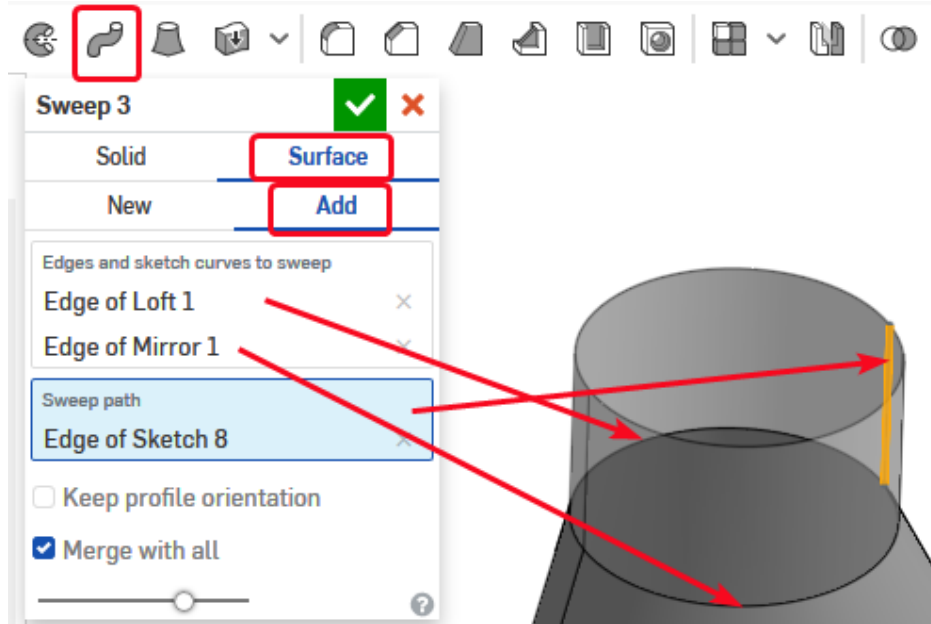 Sweep 3
Solid Surface
New Add
Edges and sketch curves to sweep
Edge of Loft 1
Edge of Mirror 1
Sweep path
Edge of Sketch 8
Keep profile orientation
Merge with all
?